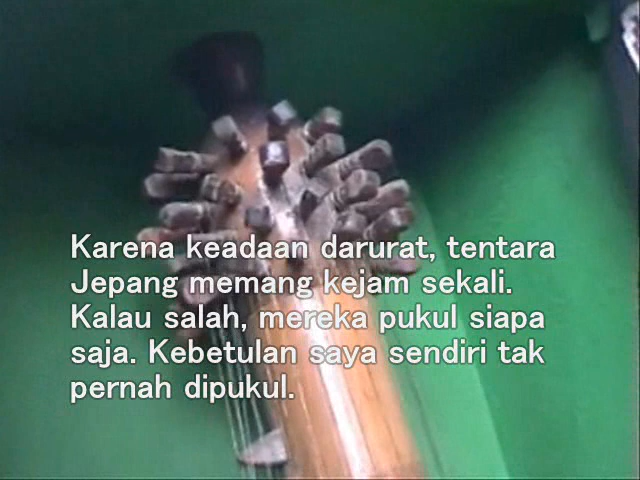 Karena keadaan darurat, tentara
Jepang memang kejam sekali.
Kalau salah, mereka pukul siapa
saja. Kebetulan saya sendiri tak
pernah dipukul.